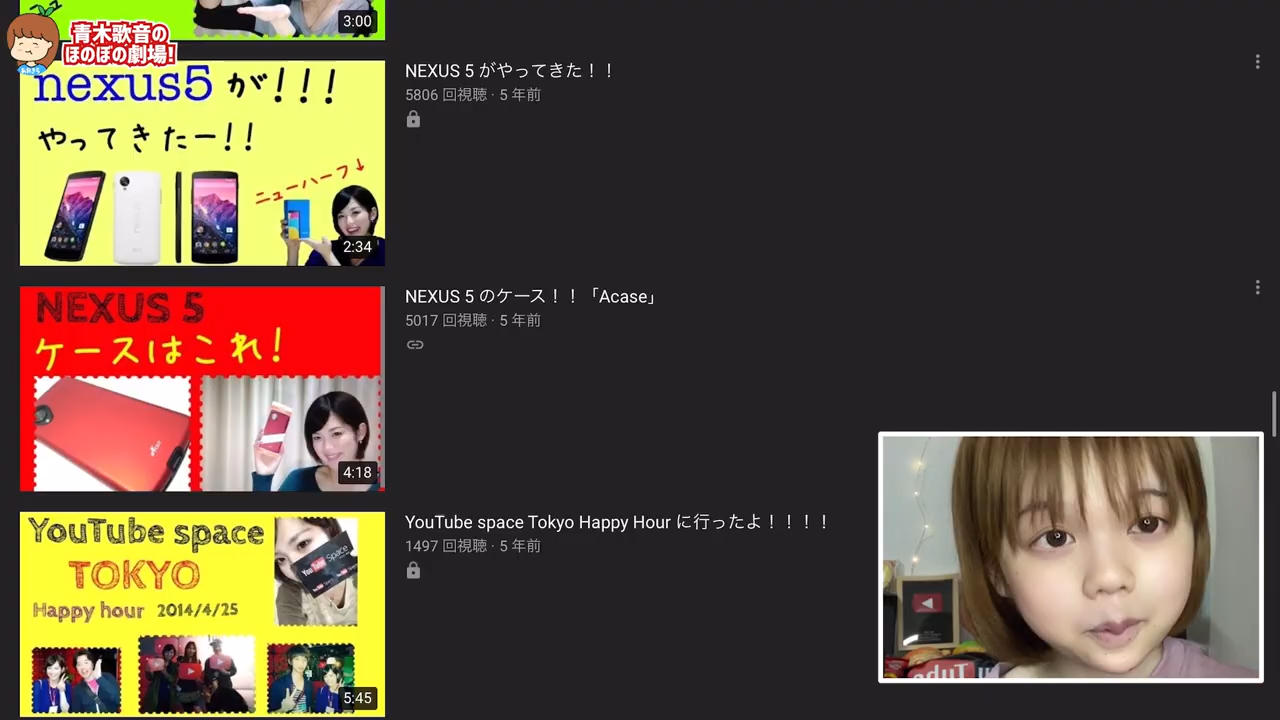 3:00
青木歌音の
ほのぼの劇場!
nexus5 が!!!
やってきたー!!
ニューハーフ↓
2:34
NEXUS 5 がやってきた！！
5806 回視聴 · 5 年前
NEXUS 5
ケースはこれ!
4:18
NEXUS 5 のケース！！「Acase」
5017 回視聴 · 5 年前
YouTube space
TOKYO
Happy hour 2014/4/25
YouTube Space
5:45
YouTube space Tokyo Happy Hour に行ったよ！！！！
1497 回視聴 · 5 年前